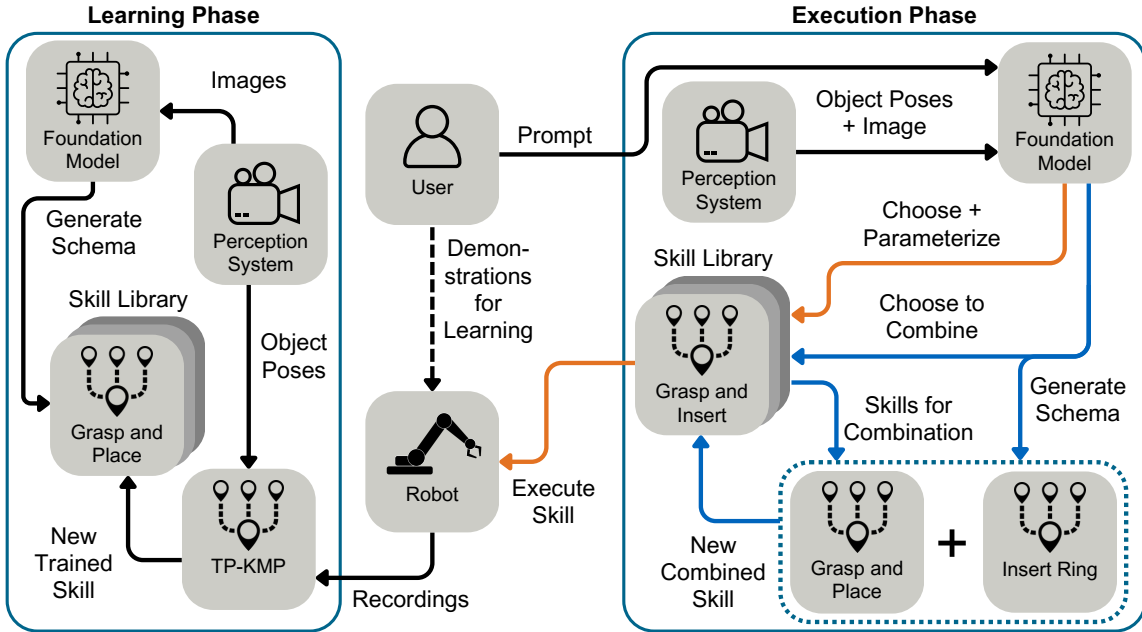 Learning Phase
Images
Foundation
Model
Perception
System
Generate
Schema
Skill Library
Grasp and
Place
Object
Poses
New
Trained
Skill
TP-KMP
User
Demon-
strations
for
Learning
Robot
Recordings
Prompt
Execution Phase
Object Poses
+ Image
Perception
System
Foundation
Model
Choose +
Parameterize
Skill Library
Choose to
Combine
Grasp and
Insert
Generate
Schema
Skills for
Combination
Execute
Skill
New
Combined
Skill
Grasp and
Place
+
Insert Ring